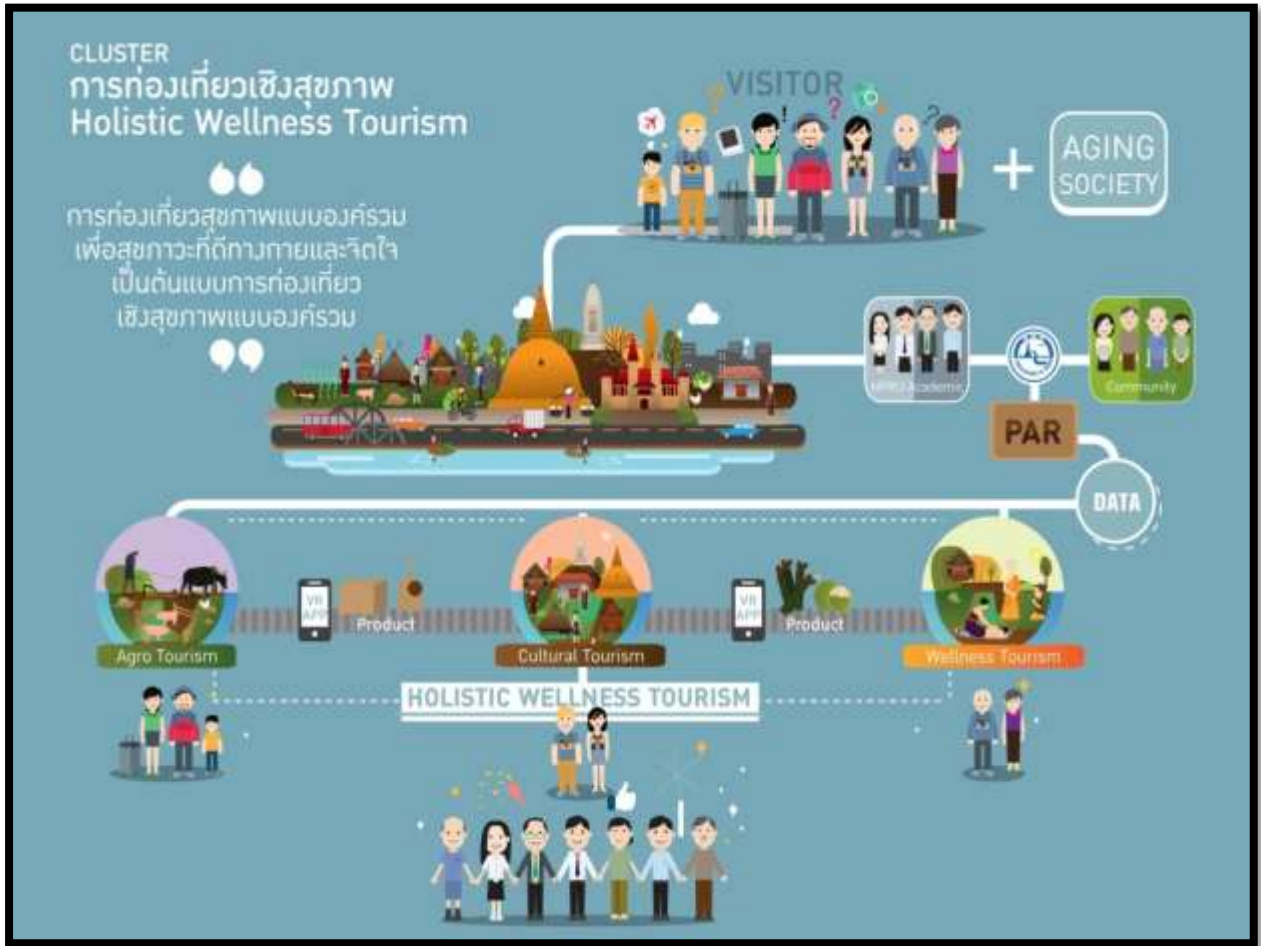 CLUSTER
การท่องเที่ยวเชิงสุขภาพ
Holistic Wellness Tourism
การท่องเที่ยวสุขภาพแบบองค์รวม
เพื่อสุขภาวะที่ดีทางกายและจิตใจ
เป็นต้นแบบการท่องเที่ยว
เชิงสุขภาพแบบองค์รวม
VISITOR
+
AGING
SOCIETY
Academic
Community
PAR
DATA
VR
APP
Product
VR
APP
Product
Agro Tourism
Cultural Tourism
Wellness Tourism
HOLISTIC WELLNESS TOURISM